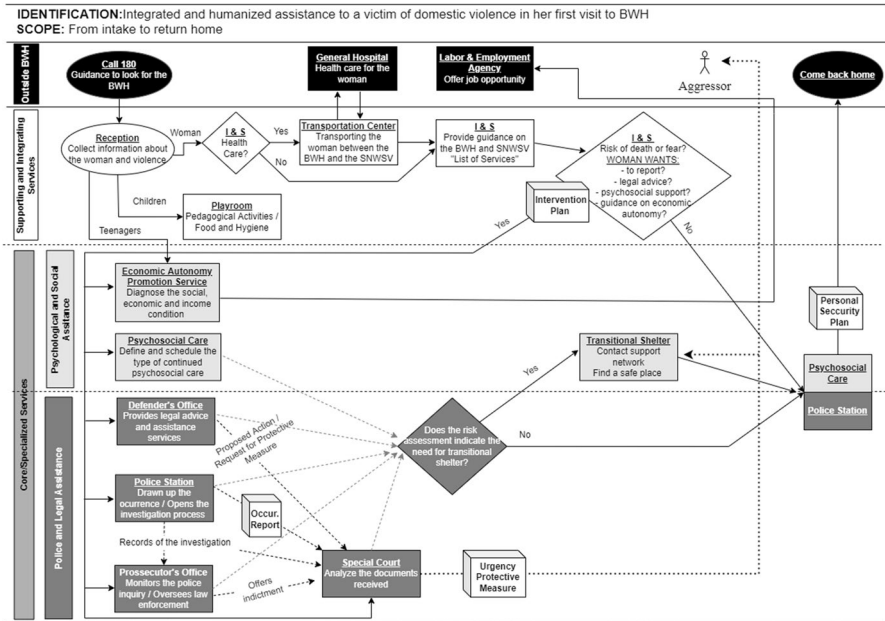 IDENTIFICATION:Integrated and humanized assistance to a victim of domestic violence in her first visit to BWH
SCOPE: From intake to return home
Outside BWH
Call 180
Guidance to look for the
BWH
General Hospital
Health care for the
woman
Labor & Employment
Agency
Offer job opportunity
Aggressor
Come back home
Supporting and Integrating
Services
Reception
Collect information about
the woman and violence
Woman
I & S
Health
Care?
Yes
No
Transportation Center
Transporting the
woman between the
BWH and the SNWSV
I & S
Provide guidance on
the BWH and SNWSV
"List of Services"
I & S
Risk of death or fear?
WOMAN WANTS:
- to report?
- legal advice?
- psychosocial support?
- guidance on economic
autonomy?
Intervention
Plan
Yes
No
Children
Playroom
Pedagogical Activities /
Food and Hygiene
Teenagers
Core/Specialized Services
Psychological and Social
Assitance
Economic Autonomy
Promotion Service
Diagnose the social,
economic and income
condition
Psychosocial Care
Define and schedule the
type of continued
psychosocial care
Transitional Shelter
Contact support
network
Find a safe place
Yes
Personal
Seccurity
Plan
Psychosocial
Care
Police Station
Police and Legal Assistance
Defender's Office
Provides legal advice
and assistance
services
Proposed Action /
Request for Protective
Measure
Does the risk
assessment indicate the
need for transitional
shelter?
No
Police Station
Drawn up the
ocurrence / Opens the
investigation process
Occur.
Report
Records of the investigation
Prossecutor's Office
Monitors the police
inquiry / Oversees law
enforcement
Offers
indictment
Special Court
Analyze the documents
received
Urgency
Protective
Measure